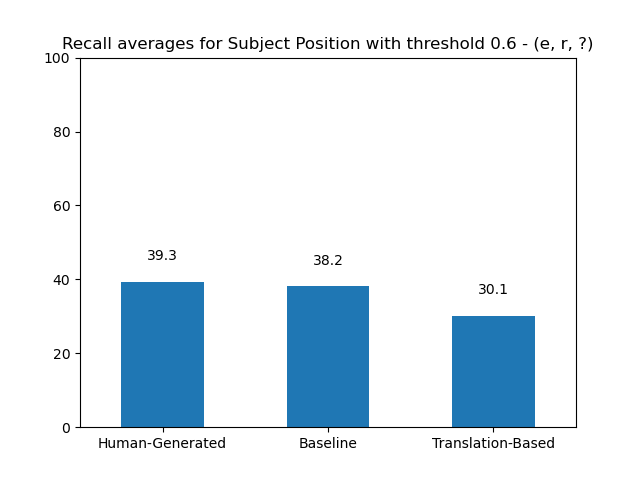 Recall averages for Subject Position with threshold 0.6 - (e, r, ?)
100
80
60
40
20
0
39.3
38.2
30.1
Human-Generated
Baseline
Translation-Based